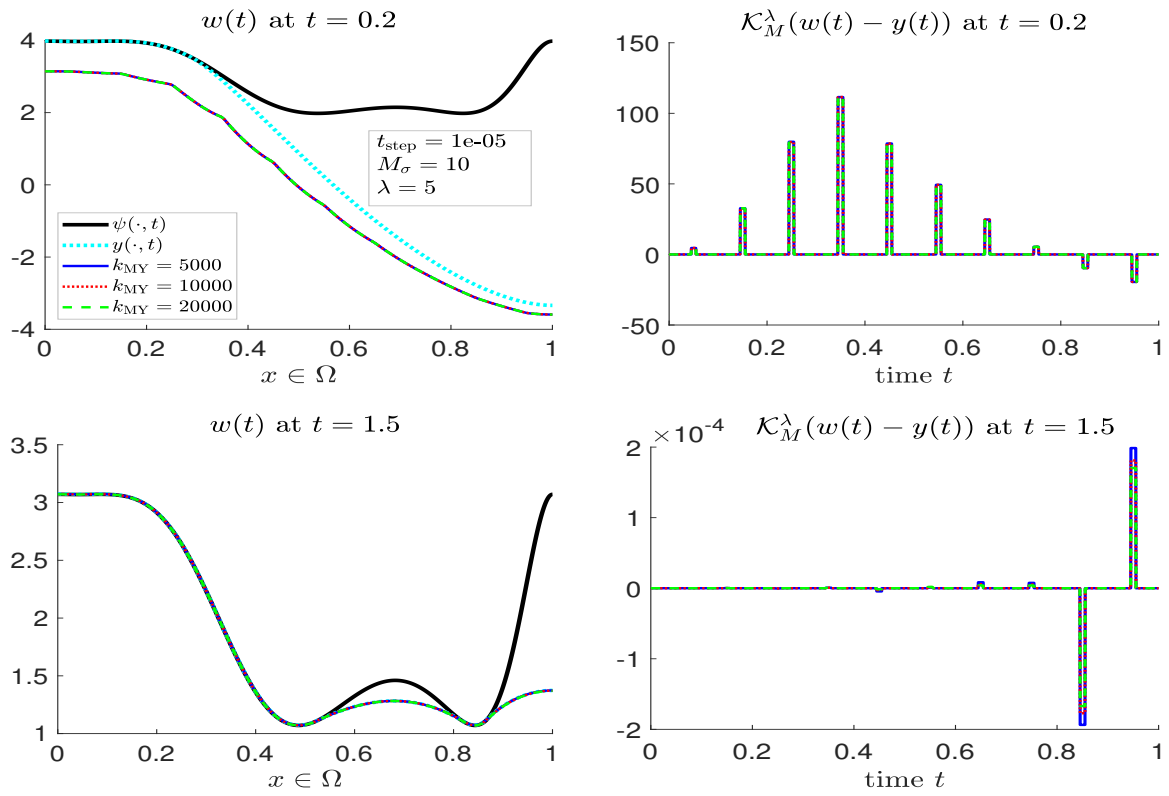 w(t) at t = 0.2
4
2
0
-2
-4
0 0.2 0.4 0.6 0.8 1
x ∈ Ω
t_step = 1e-05
M_σ = 10
λ = 5
ψ(·, t)
y(·, t)
k_MY = 5000
k_MY = 10000
k_MY = 20000
𝒦_M^λ(w(t) − y(t)) at t = 0.2
150
100
50
0
-50
0 0.2 0.4 0.6 0.8 1
time t
w(t) at t = 1.5
3.5
3
2.5
2
1.5
1
0 0.2 0.4 0.6 0.8 1
x ∈ Ω
𝒦_M^λ(w(t) − y(t)) at t = 1.5
×10^-4
2
1
0
-1
-2
0 0.2 0.4 0.6 0.8 1
time t